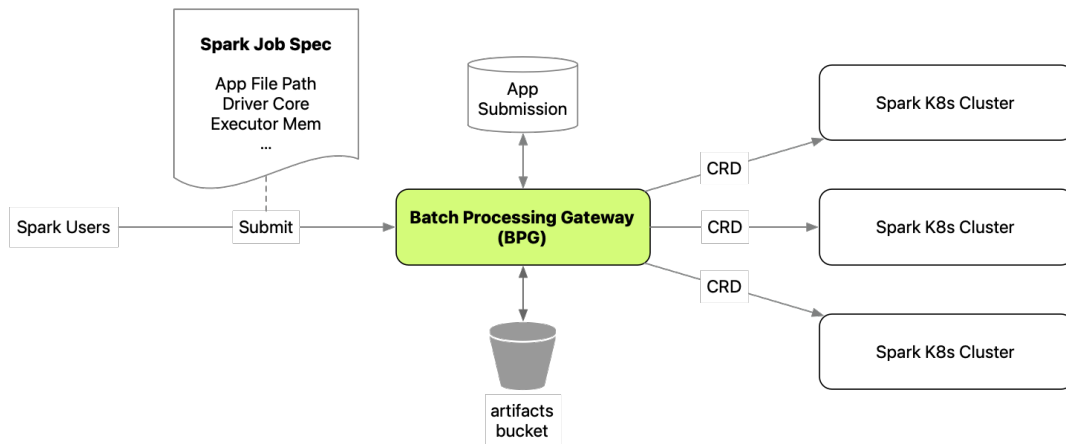 Spark Job Spec
App File Path
Driver Core
Executor Mem
...
App
Submission
Spark K8s Cluster
CRD
Spark Users
Submit
Batch Processing Gateway
(BPG)
CRD
Spark K8s Cluster
CRD
Spark K8s Cluster
artifacts
bucket